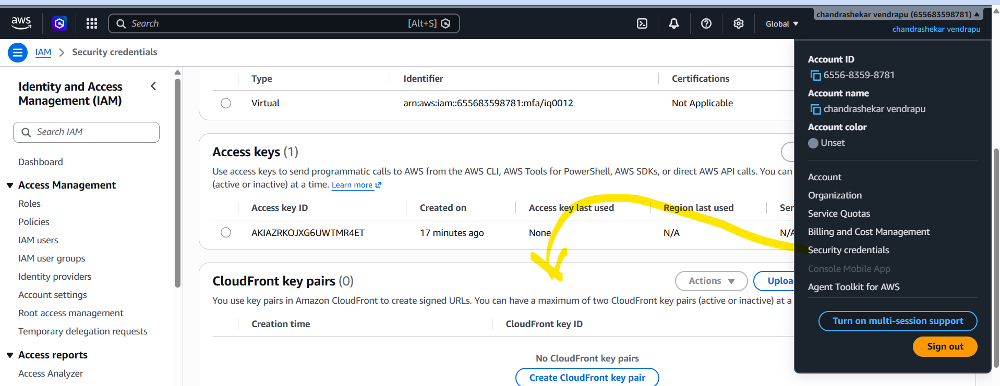 aws
Search
[Alt+S]
Global
chandrashekar vendrapu (655683598781)
chandrashekar vendrapu
IAM
Security credentials
Identity and Access
Management (IAM)
Search IAM
Dashboard
Access Management
Roles
Policies
IAM users
IAM user groups
Identity providers
Account settings
Root access management
Temporary delegation requests
Access reports
Access Analyzer
Type Identifier Certifications
Virtual arn:aws:iam::655683598781:mfa/iq0012 Not Applicable
Access keys (1)
Use access keys to send programmatic calls to AWS from the AWS CLI, AWS Tools for PowerShell, AWS SDKs, or direct AWS API calls. You can
(active or inactive) at a time. Learn more
Access key ID Created on Access key last used Region last used Ser
AKIAZRKOJXG6UWTMR4ET 17 minutes ago None N/A N/A
CloudFront key pairs (0)
Actions
Uploa
You use key pairs in Amazon CloudFront to create signed URLs. You can have a maximum of two CloudFront key pairs (active or inactive) at a
Creation time CloudFront key ID
No CloudFront key pairs
Create CloudFront key pair
Account ID
6556-8359-8781
Account name
chandrashekar vendrapu
Account color
Unset
Account
Organization
Service Quotas
Billing and Cost Management
Security credentials
Console Mobile App
Agent Toolkit for AWS
Turn on multi-session support
Sign out